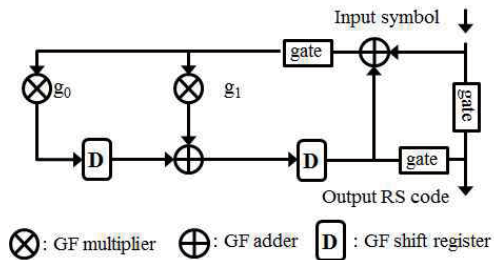 Input symbol
gate
g0
g1
gate
D
D
gate
Output RS code
: GF multiplier
: GF adder
D : GF shift register